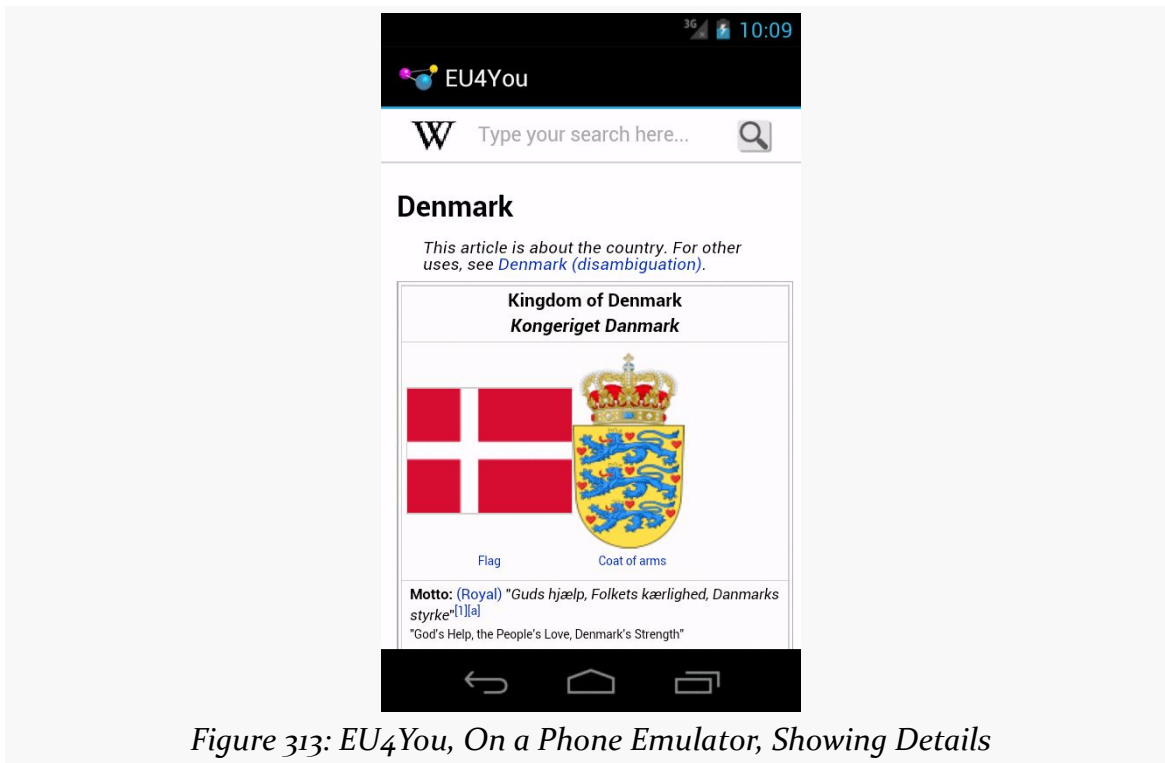 3G 10:09
EU4You
W Type your search here...
Denmark
This article is about the country. For other
uses, see Denmark (disambiguation).
Kingdom of Denmark
Kongeriget Danmark
Flag Coat of arms
Motto: (Royal) "Guds hjælp, Folkets kærlighed, Danmarks
styrke"[1][a]
"God's Help, the People's Love, Denmark's Strength"
Figure 313: EU4You, On a Phone Emulator, Showing Details